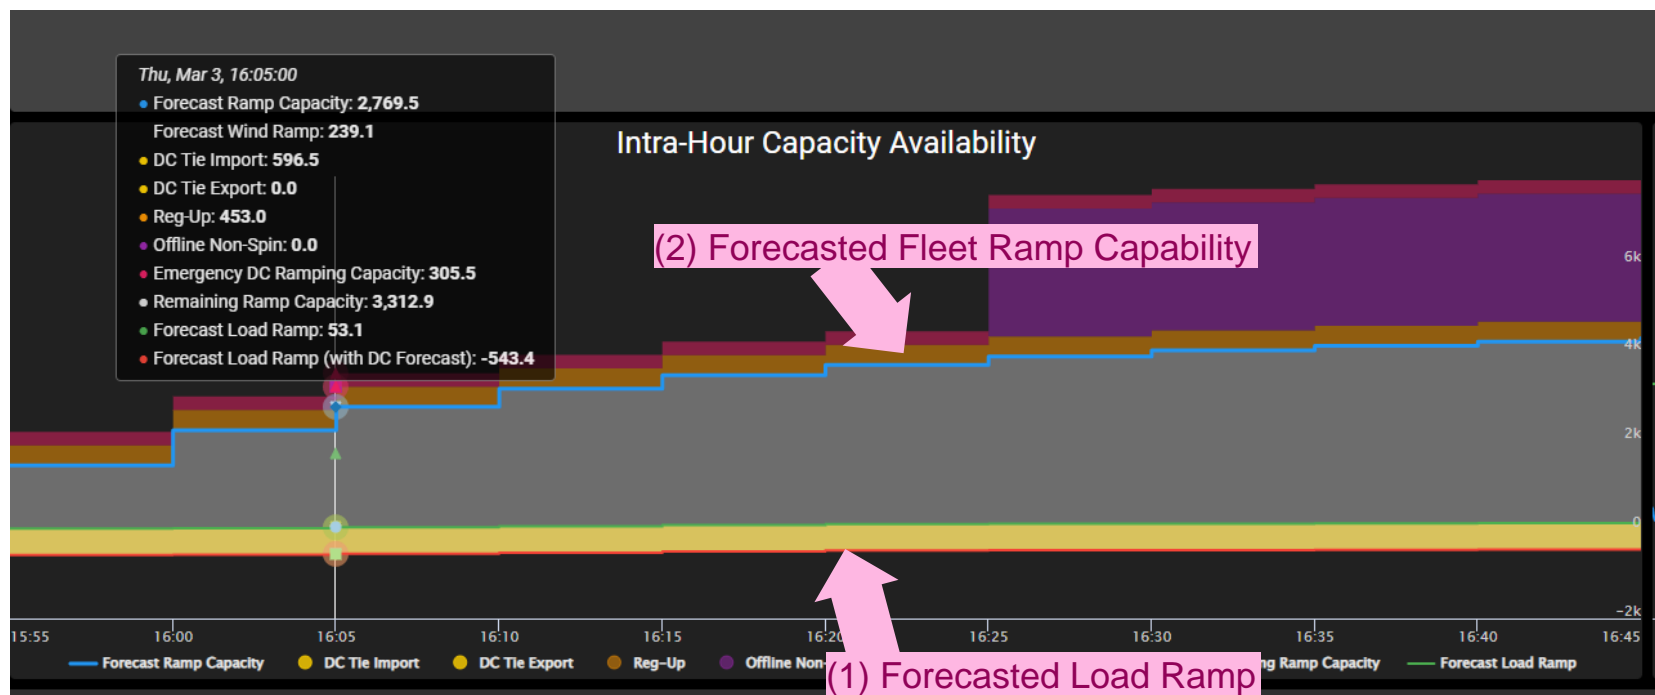 Thu, Mar 3, 16:05:00
Forecast Ramp Capacity: 2,769.5
Forecast Wind Ramp: 239.1
DC Tie Import: 596.5
DC Tie Export: 0.0
Reg-Up: 453.0
Offline Non-Spin: 0.0
Emergency DC Ramping Capacity: 305.5
Remaining Ramp Capacity: 3,312.9
Forecast Load Ramp: 53.1
Forecast Load Ramp (with DC Forecast): -543.4
Intra-Hour Capacity Availability
(2) Forecasted Fleet Ramp Capability
6k
4k
2k
0
-2k
15:55 16:00 16:05 16:10 16:15 16:20 16:25 16:30 16:35 16:40 16:45
Forecast Ramp Capacity DC Tie Import DC Tie Export Reg-Up Offline Non- Ramp Capacity Forecast Load Ramp
(1) Forecasted Load Ramp